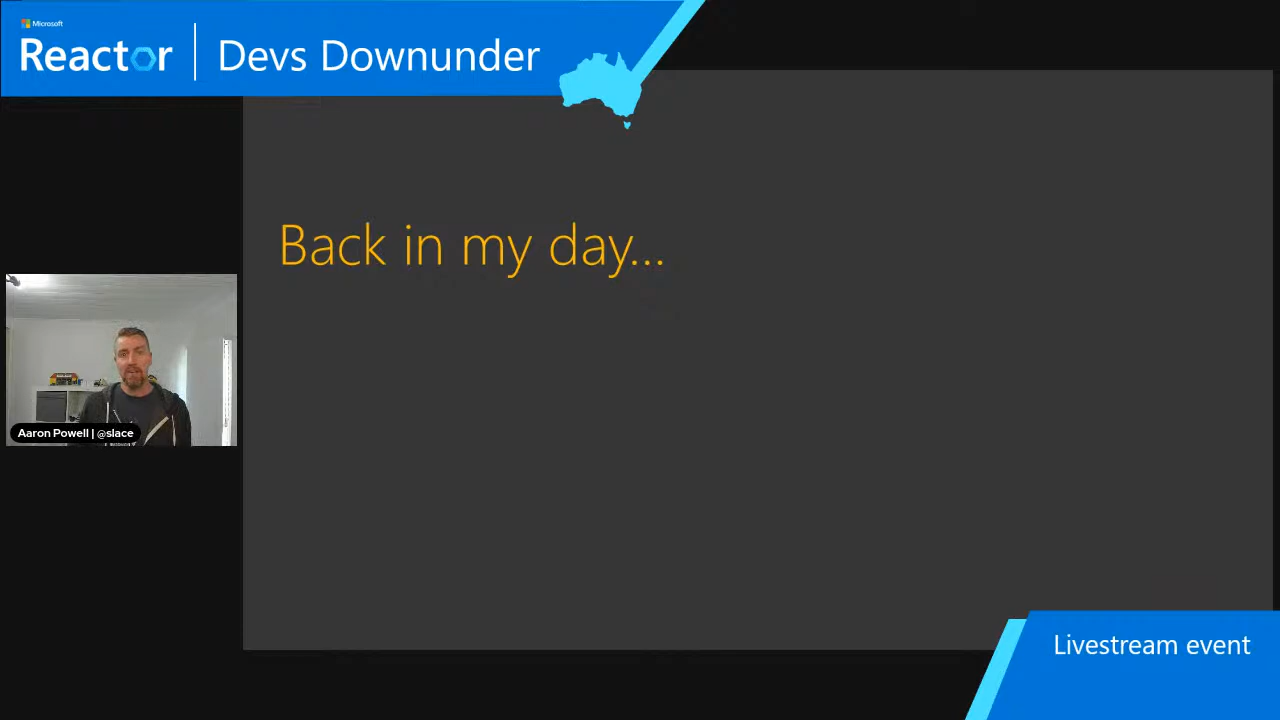 Microsoft
Reactor
Devs Downunder
Back in my day...
Aaron Powell | @slace
Livestream event